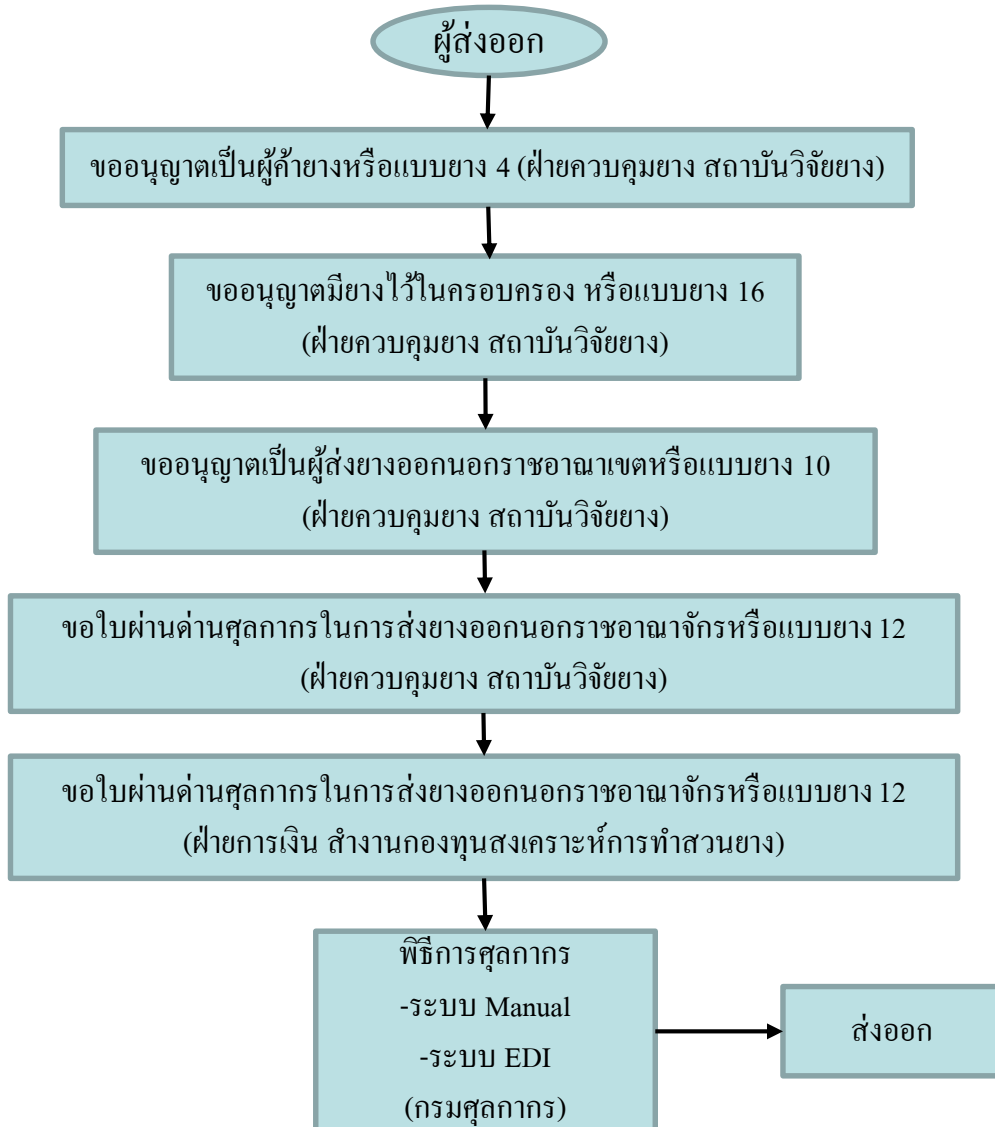 ผู้ส่งออก
ขออนุญาตเป็นผู้ค้ายางหรือแบบยาง 4 (ฝ่ายควบคุมยาง สถาบันวิจัยยาง)
ขออนุญาตมียางไว้ในครอบครอง หรือแบบยาง 16
(ฝ่ายควบคุมยาง สถาบันวิจัยยาง)
ขออนุญาตเป็นผู้ส่งยางออกนอกราชอาณาเขตหรือแบบยาง 10
(ฝ่ายควบคุมยาง สถาบันวิจัยยาง)
ขอใบผ่านด่านศุลกากรในการส่งยางออกนอกราชอาณาจักรหรือแบบยาง 12
(ฝ่ายควบคุมยาง สถาบันวิจัยยาง)
ขอใบผ่านด่านศุลกากรในการส่งยางออกนอกราชอาณาจักรหรือแบบยาง 12
(ฝ่ายการเงิน สำงานกองทุนสงเคราะห์การทำสวนยาง)
พิธีการศุลกากร
-ระบบ Manual
-ระบบ EDI
(กรมศุลกากร)
ส่งออก